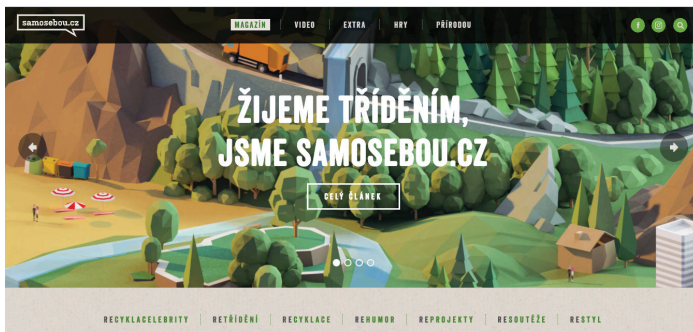 samosebou.cz
MAGAZÍN
VIDEO
EXTRA
HRY
PŘÍRODOU
ŽIJEME TŘÍDĚNÍM,
JSME SAMOSEBOU.CZ
CELÝ ČLÁNEK
RECYKLACELEBRITY
RETŘÍDĚNÍ
RECYKLACE
REHUMOR
REPROJEKTY
RESOUTĚŽE
RESTYL